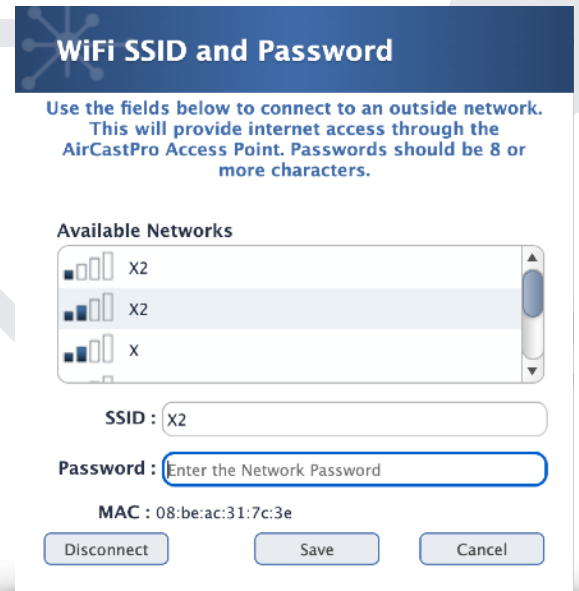 WiFi SSID and Password
Use the fields below to connect to an outside network.
This will provide internet access through the
AirCastPro Access Point. Passwords should be 8 or
more characters.
Available Networks
X2
X2
X
SSID : X2
Password : Enter the Network Password
MAC : 08:be:ac:31:7c:3e
Disconnect Save Cancel